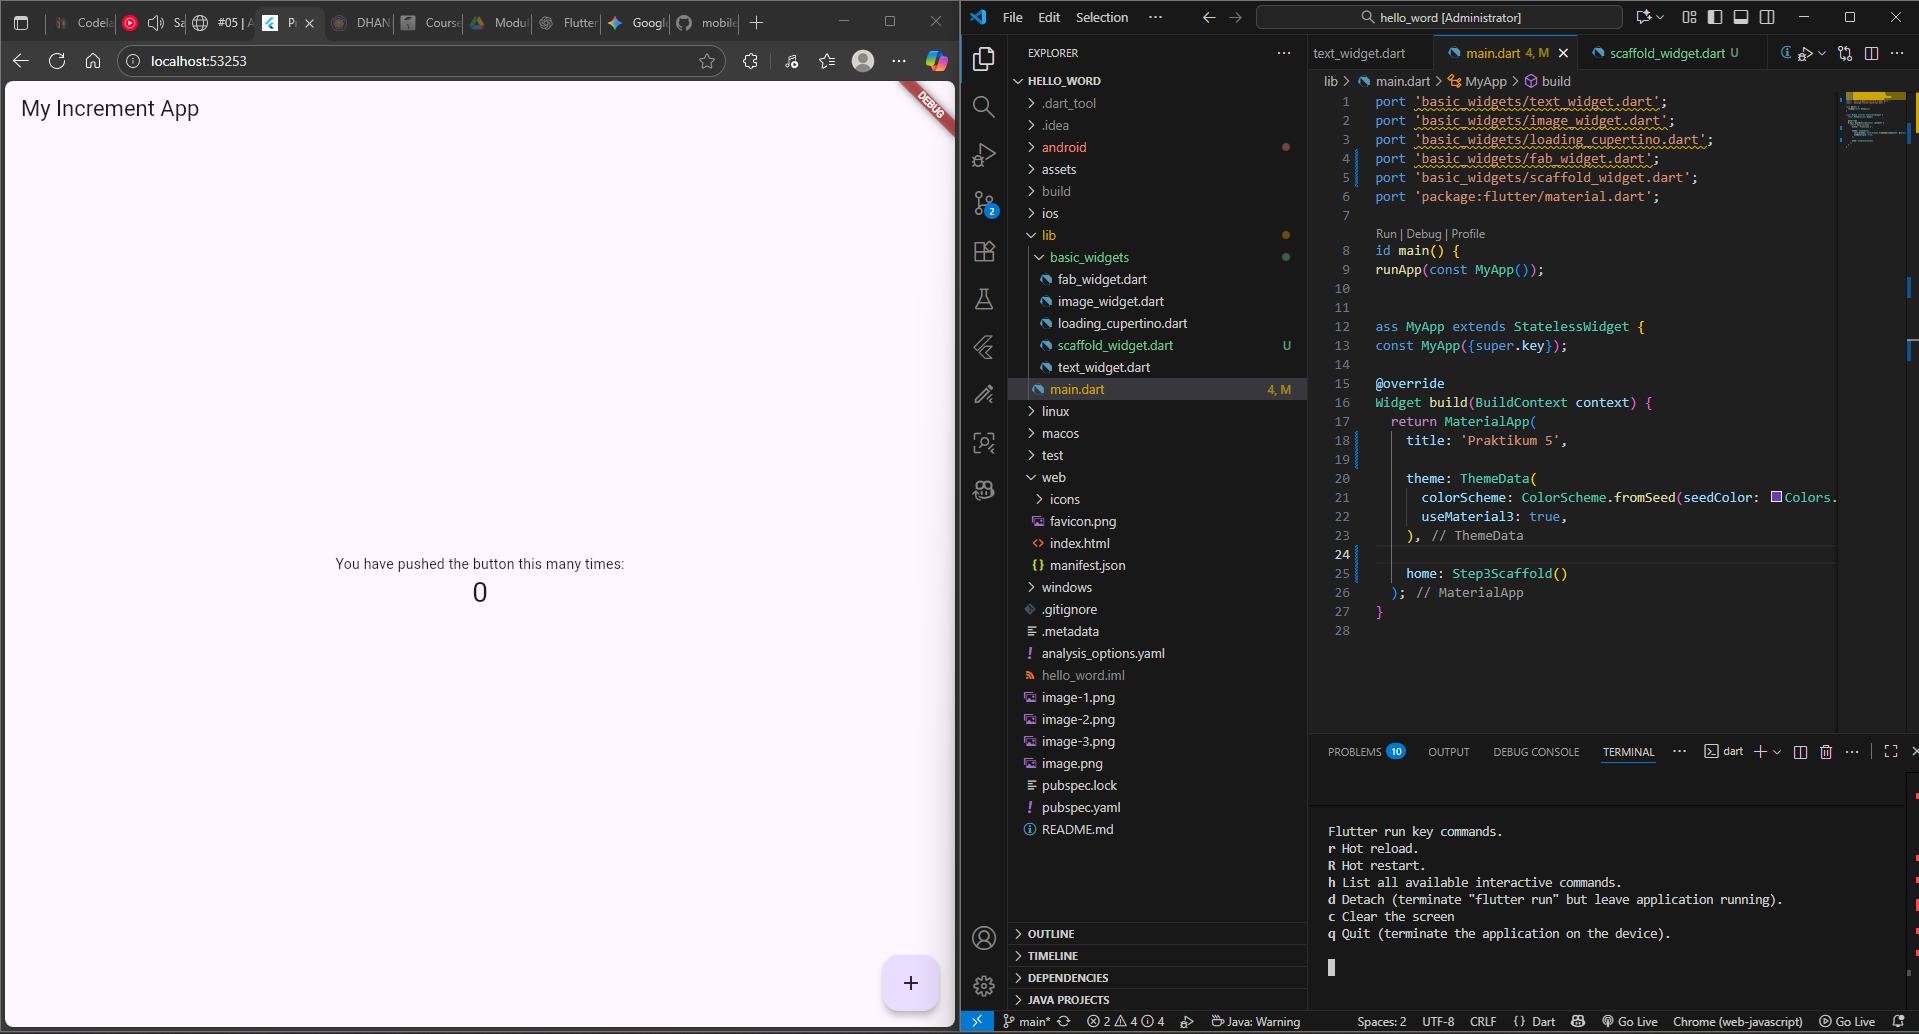 Codela
Sa
#05 | A
P
DHAN
Course
Modul
Flutter
Google
mobile
localhost:53253
My Increment App
DEBUG
You have pushed the button this many times:
0
+
File Edit Selection ...
hello_word [Administrator]
EXPLORER
HELLO_WORD
.dart_tool
.idea
android
assets
build
ios
lib
basic_widgets
fab_widget.dart
image_widget.dart
loading_cupertino.dart
scaffold_widget.dart U
text_widget.dart
main.dart 4, M
linux
macos
test
web
icons
favicon.png
index.html
manifest.json
windows
.gitignore
.metadata
analysis_options.yaml
hello_word.iml
image-1.png
image-2.png
image-3.png
image.png
pubspec.lock
pubspec.yaml
README.md
OUTLINE
TIMELINE
DEPENDENCIES
JAVA PROJECTS
2
text_widget.dart
main.dart 4, M
scaffold_widget.dart U
lib > main.dart > MyApp > build
1 port 'basic_widgets/text_widget.dart';
2 port 'basic_widgets/image_widget.dart';
3 port 'basic_widgets/loading_cupertino.dart';
4 port 'basic_widgets/fab_widget.dart';
5 port 'basic_widgets/scaffold_widget.dart';
6 port 'package:flutter/material.dart';
7
Run | Debug | Profile
8 id main() {
9 runApp(const MyApp());
10
11
12 ass MyApp extends StatelessWidget {
13 const MyApp({super.key});
14
15 @override
16 Widget build(BuildContext context) {
17 return MaterialApp(
18 title: 'Praktikum 5',
19
20 theme: ThemeData(
21 colorScheme: ColorScheme.fromSeed(seedColor: Colors.
22 useMaterial3: true,
23 ), // ThemeData
24
25 home: Step3Scaffold()
26 ); // MaterialApp
27 }
28
PROBLEMS 10 OUTPUT DEBUG CONSOLE TERMINAL ... dart
Flutter run key commands.
r Hot reload.
R Hot restart.
h List all available interactive commands.
d Detach (terminate "flutter run" but leave application running).
c Clear the screen
q Quit (terminate the application on the device).
main* 2 4 4 Java: Warning Spaces: 2 UTF-8 CRLF {} Dart Go Live Chrome (web-javascript) Go Live